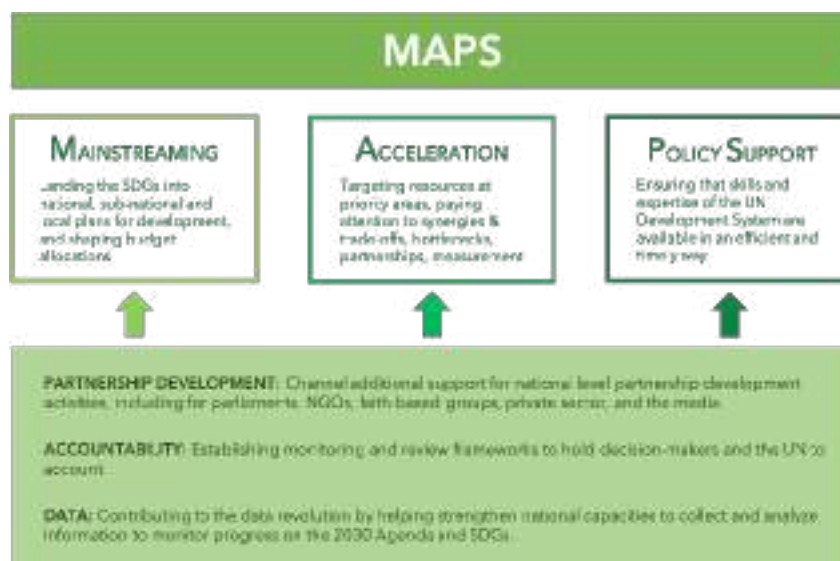 MAPS
MAINSTREAMING
Landing the SDGs into
national, sub-national and
local plans for development,
and shaping budget
allocations
ACCELERATION
Targeting resources at
priority areas, paying
attention to synergies &
trade-offs, bottlenecks,
partnerships, measurement
POLICY SUPPORT
Ensuring that skills and
expertise of the UN
Development System are
available in an efficient and
timely way
PARTNERSHIP DEVELOPMENT: Channel additional support for national level partnership development
activities, including for parliaments, NGOs, faith based groups, private sector, and the media.
ACCOUNTABILITY: Establishing monitoring and review frameworks to hold decision-makers and the UN to
account
DATA: Contributing to the data revolution by helping strengthen national capacities to collect and analyze
information to monitor progress on the 2030 Agenda and SDGs.